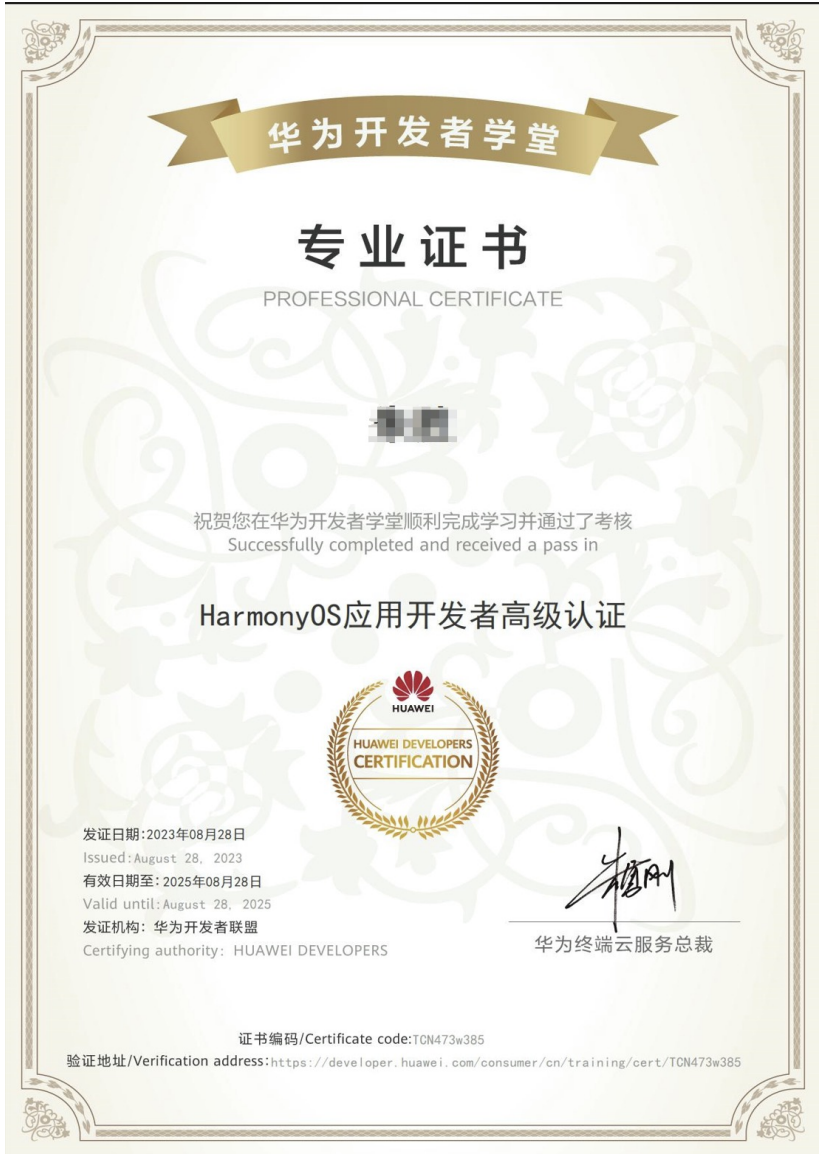 华为开发者学堂
专业证书
PROFESSIONAL CERTIFICATE
祝贺您在华为开发者学堂顺利完成学习并通过了考核
Successfully completed and received a pass in
HarmonyOS应用开发者高级认证
HUAWEI
HUAWEI DEVELOPERS
CERTIFICATION
发证日期:2023年08月28日
Issued:August 28, 2023
有效日期至:2025年08月28日
Valid until:August 28, 2025
发证机构: 华为开发者联盟
Certifying authority: HUAWEI DEVELOPERS
华为终端云服务总裁
证书编码/Certificate code:TCN473w385
验证地址/Verification address:https://developer.huawei.com/consumer/cn/training/cert/TCN473w385